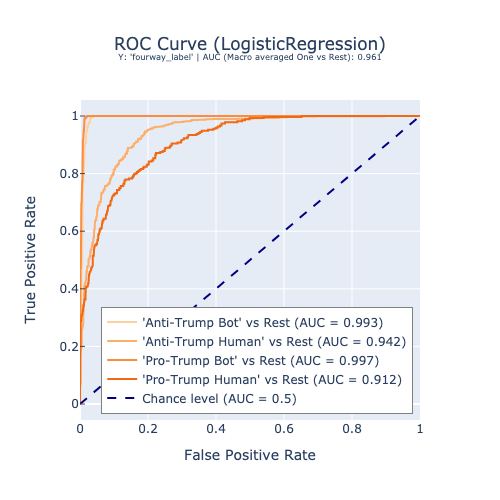 ROC Curve (LogisticRegression)
Y: 'fourway_label' | AUC (Macro averaged One vs Rest): 0.961
True Positive Rate
1
0.8
0.6
0.4
0.2
0
'Anti-Trump Bot' vs Rest (AUC = 0.993)
'Anti-Trump Human' vs Rest (AUC = 0.942)
'Pro-Trump Bot' vs Rest (AUC = 0.997)
'Pro-Trump Human' vs Rest (AUC = 0.912)
Chance level (AUC = 0.5)
0 0.2 0.4 0.6 0.8 1
False Positive Rate